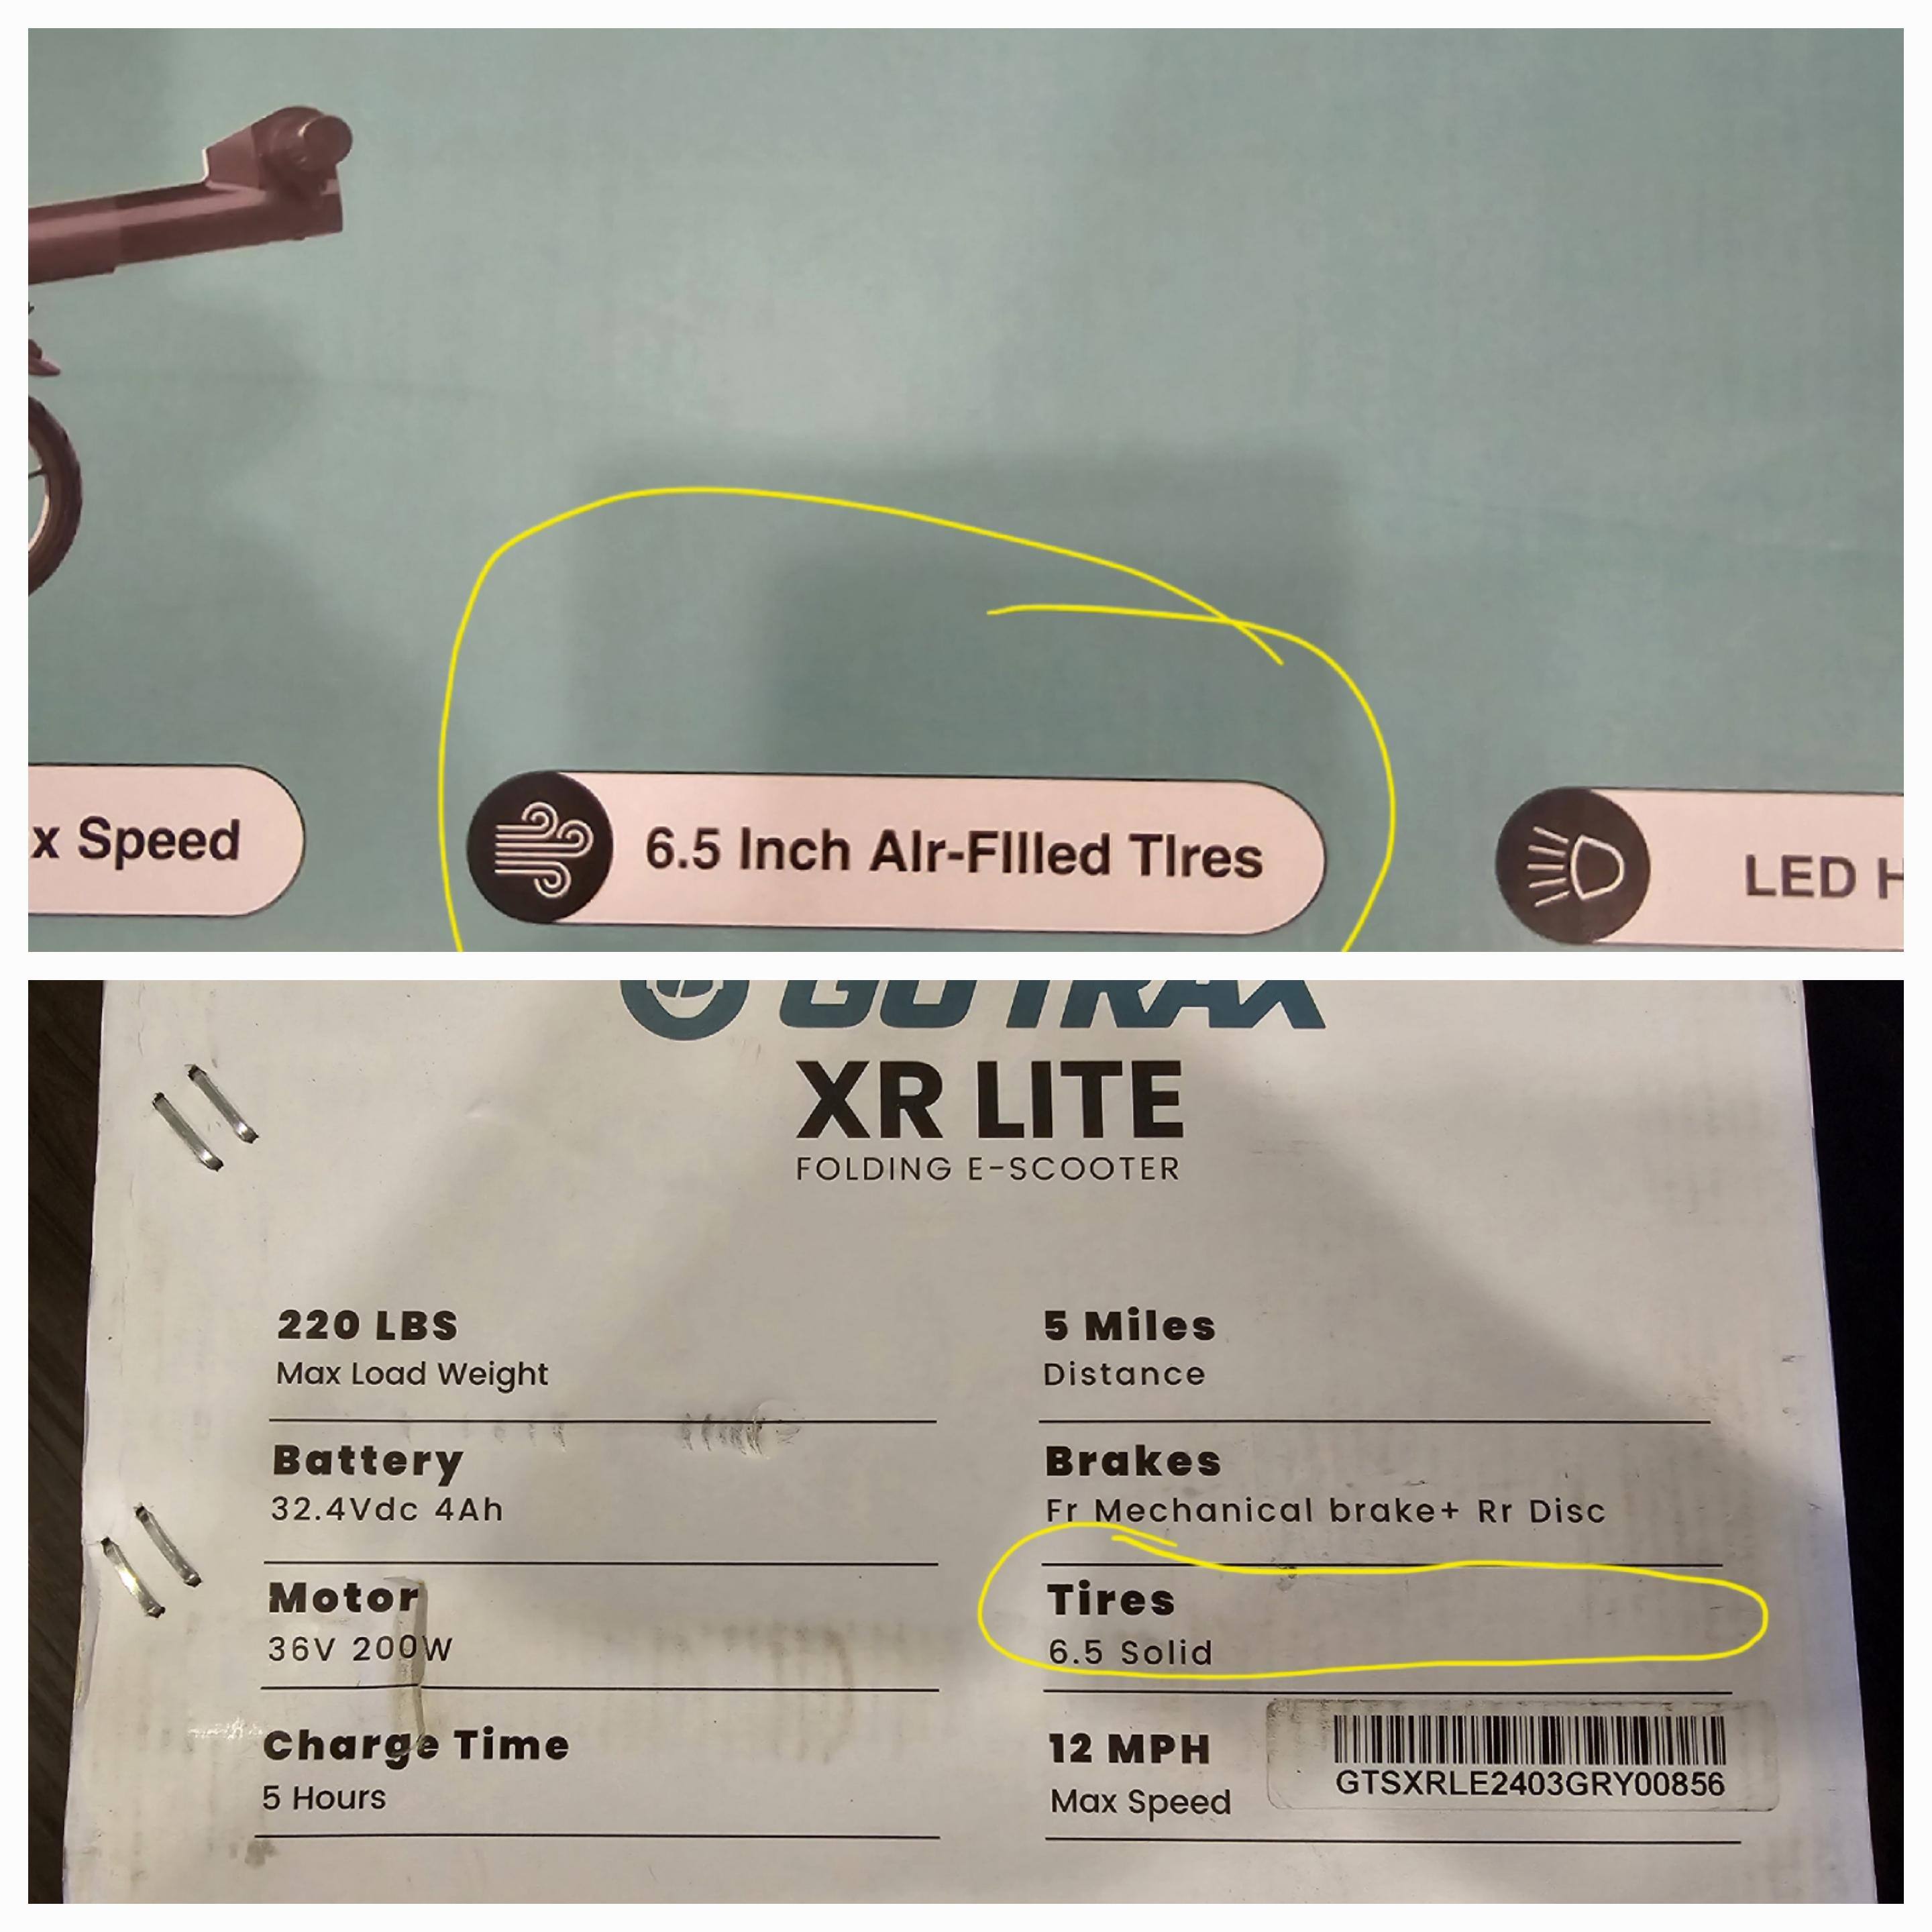 x Speed
6.5 Inch AIr-FIlled TIres
LED H
GOTRAX
XR LITE
FOLDING E-SCOOTER
220 LBS
Max Load Weight
5 Miles
Distance
Battery
32.4Vdc 4Ah
Brakes
Fr Mechanical brake+ Rr Disc
Motor
36V 200W
Tires
6.5 Solid
Charge Time
5 Hours
12 MPH
Max Speed
GTSXRLE2403GRY00856